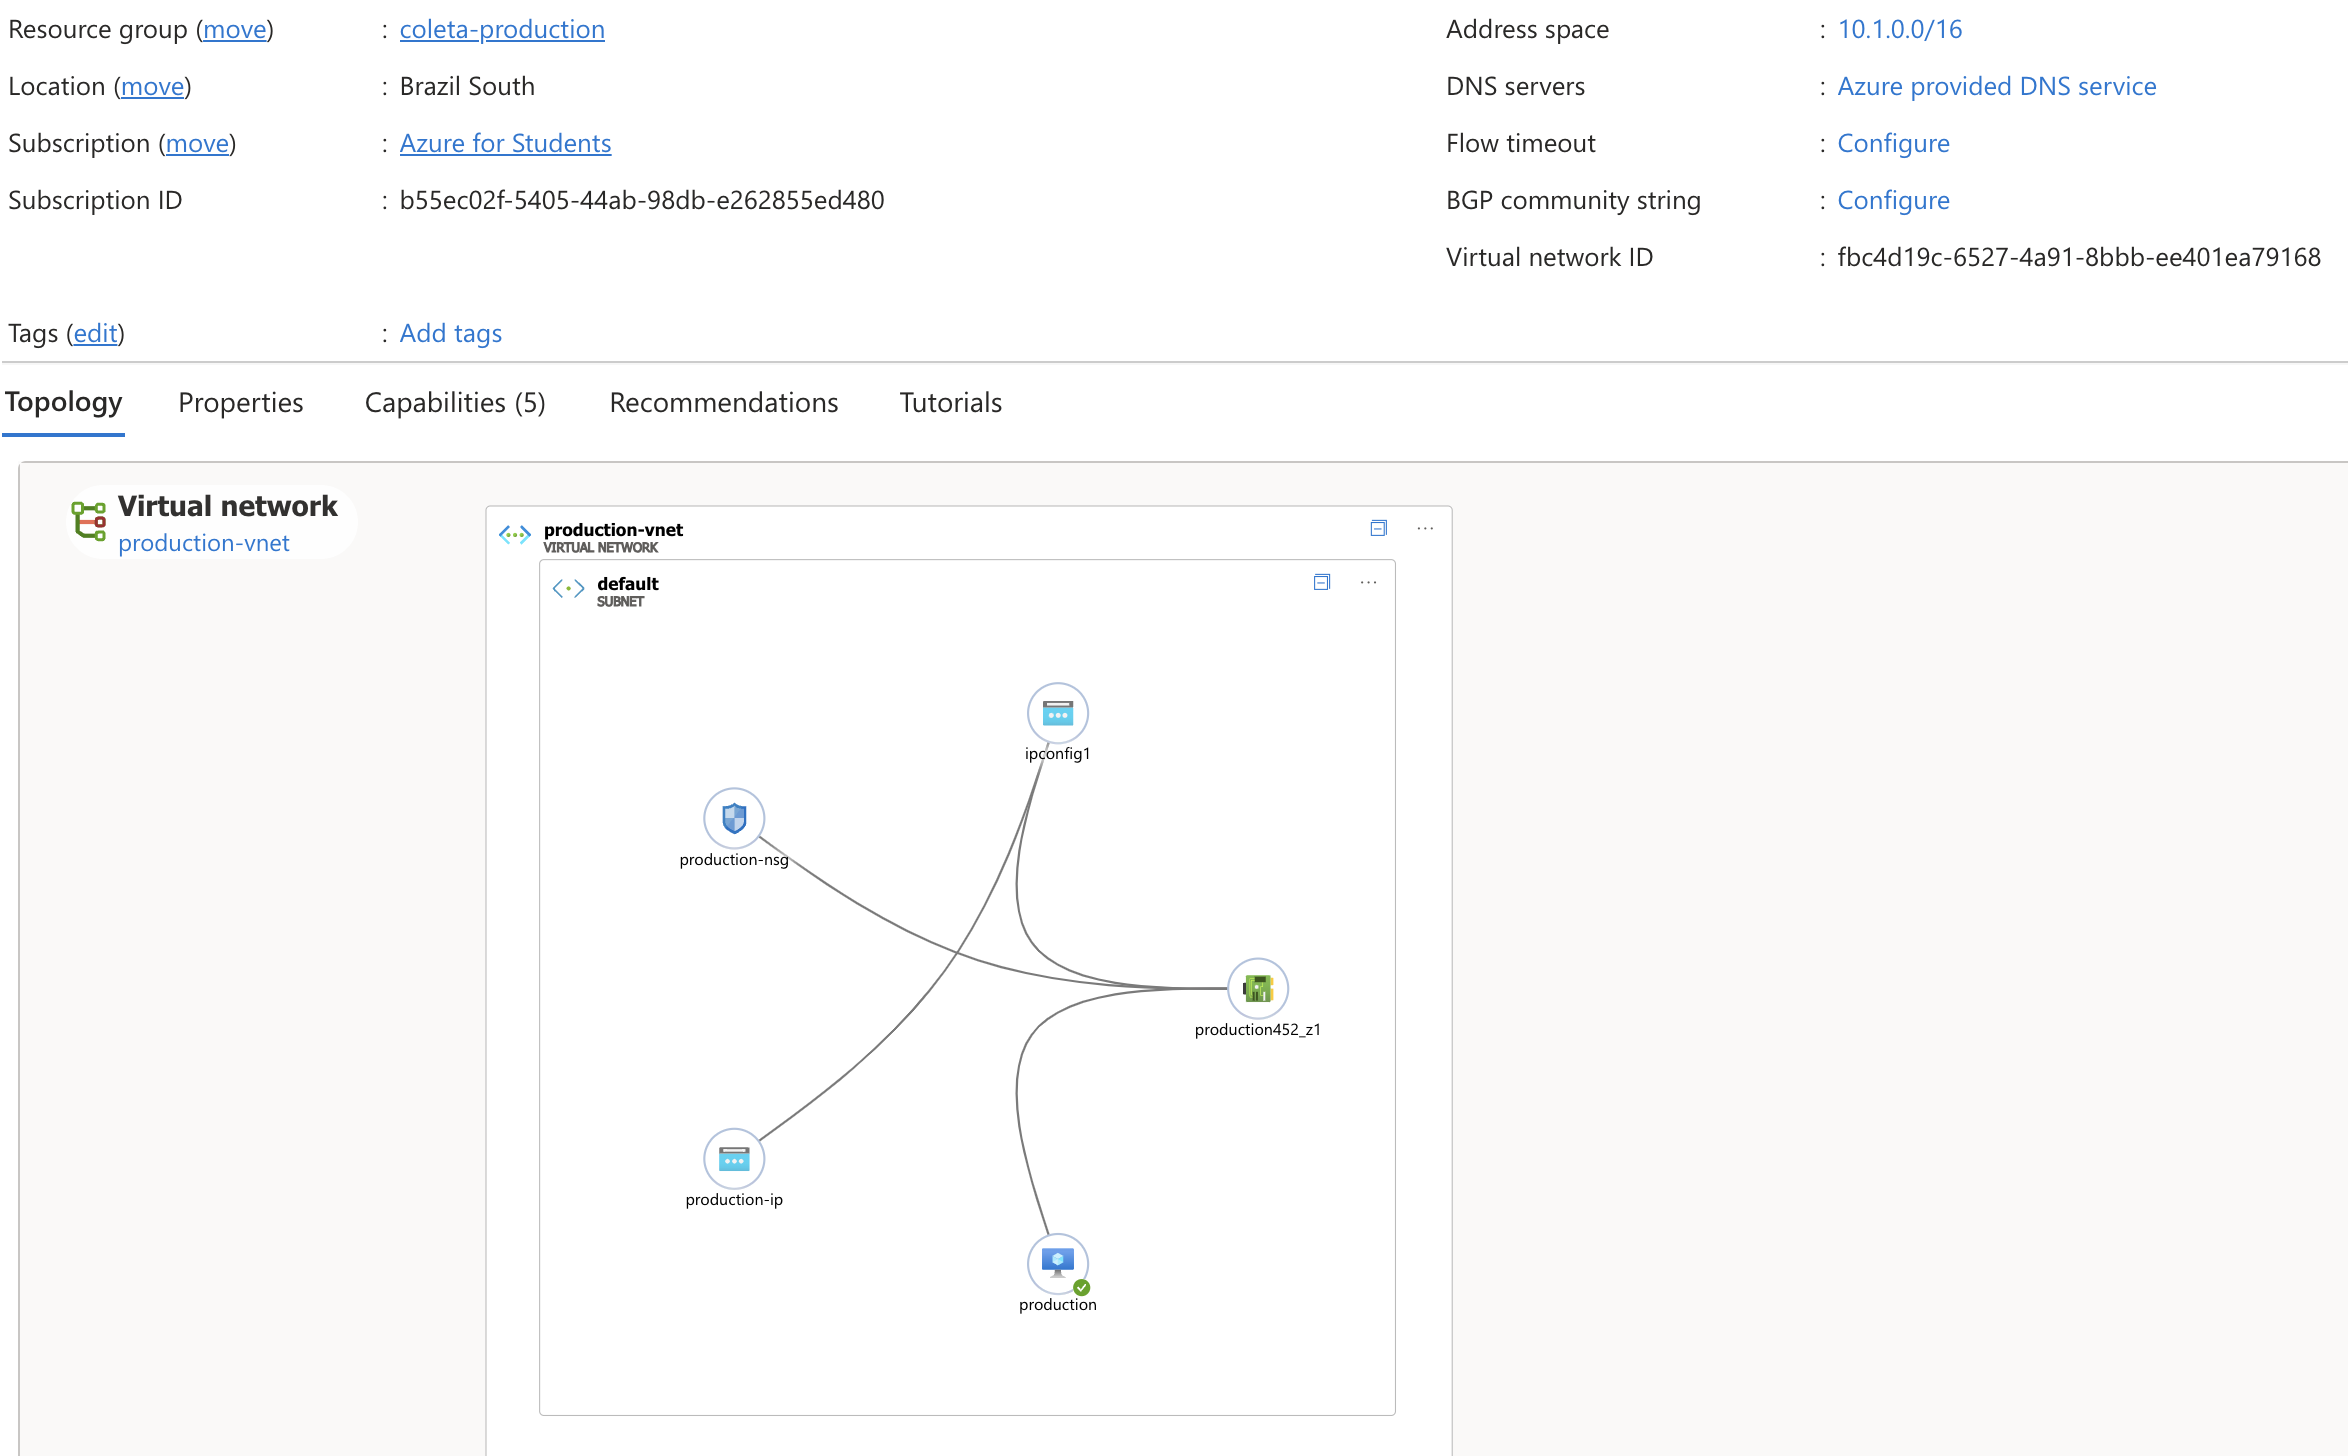 Resource group (move) : coleta-production
Location (move) : Brazil South
Subscription (move) : Azure for Students
Subscription ID : b55ec02f-5405-44ab-98db-e262855ed480
Address space : 10.1.0.0/16
DNS servers : Azure provided DNS service
Flow timeout : Configure
BGP community string : Configure
Virtual network ID : fbc4d19c-6527-4a91-8bbb-ee401ea79168
Tags (edit) : Add tags
Topology Properties Capabilities (5) Recommendations Tutorials
Virtual network
production-vnet
production-vnet
VIRTUAL NETWORK
default
SUBNET
ipconfig1
production-nsg
production452_z1
production-ip
production